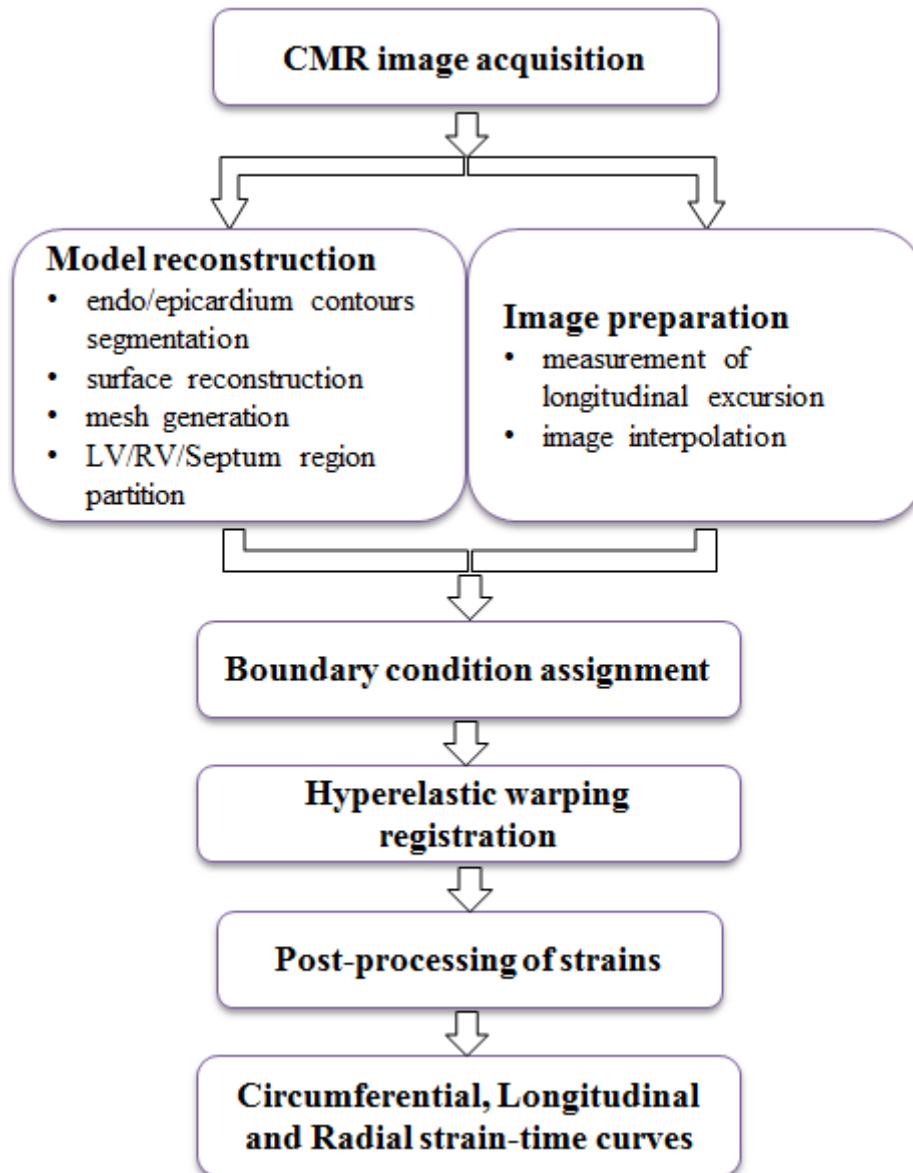 CMR image acquisition
Model reconstruction
• endo/epicardium contours
segmentation
• surface reconstruction
• mesh generation
• LV/RV/Septum region
partition
Image preparation
• measurement of
longitudinal excursion
• image interpolation
Boundary condition assignment
Hyperelastic warping
registration
Post-processing of strains
Circumferential, Longitudinal
and Radial strain-time curves